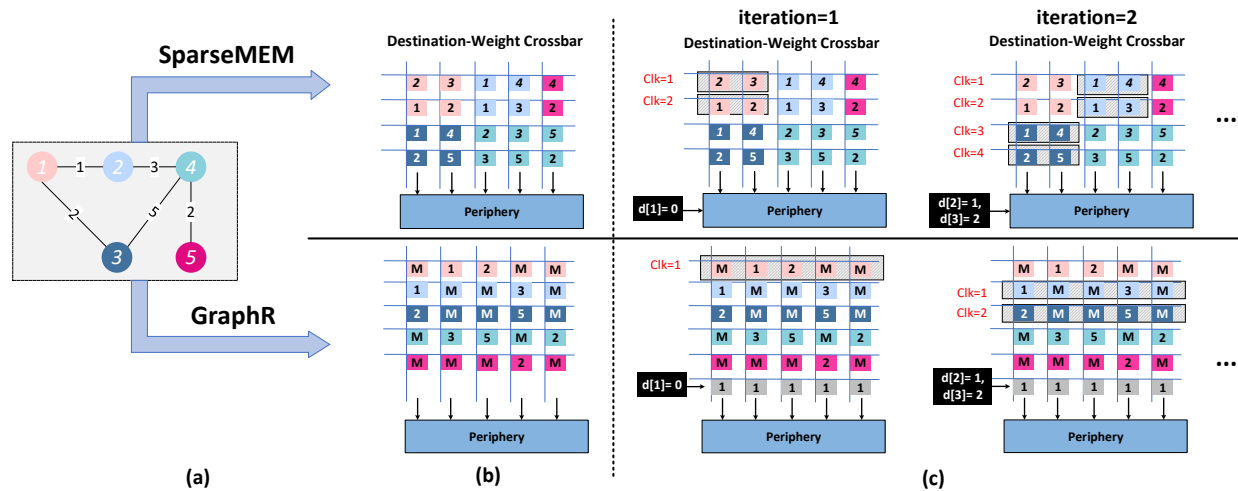 iteration=1
iteration=2
SparseMEM
Destination-Weight Crossbar
Destination-Weight Crossbar
Destination-Weight Crossbar
2 3 1 4 4
1 2 1 3 2
1 4 2 3 5
2 5 3 5 2
Periphery
Clk=1
Clk=2
2 3 1 4 4
1 2 1 3 2
1 4 2 3 5
2 5 3 5 2
d[1]= 0
Periphery
Clk=1
Clk=2
Clk=3
Clk=4
2 3 1 4 4
1 2 1 3 2
1 4 2 3 5
2 5 3 5 2
...
d[2]= 1,
d[3]= 2
Periphery
1 1 2 3 4
2 5 2
3 5
GraphR
M 1 2 M M
1 M M 3 M
2 M M 5 M
M 3 5 M 2
M M M 2 M
Periphery
Clk=1
M 1 2 M M
1 M M 3 M
2 M M 5 M
M 3 5 M 2
M M M 2 M
d[1]= 0
1 1 1 1 1
Periphery
Clk=1
Clk=2
M 1 2 M M
1 M M 3 M
2 M M 5 M
M 3 5 M 2
M M M 2 M
...
d[2]= 1,
d[3]= 2
1 1 1 1 1
Periphery
(a)
(b)
(c)